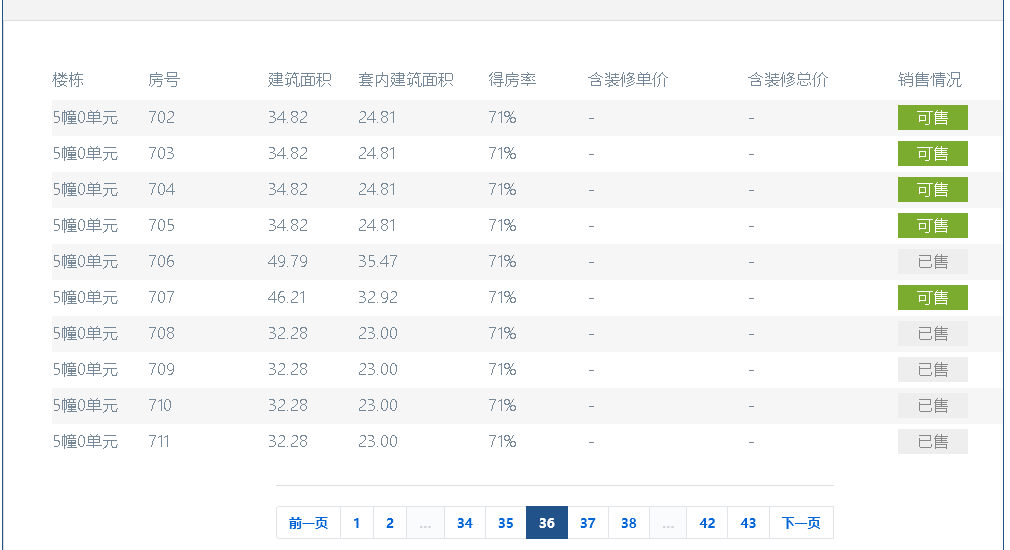 楼栋 房号 建筑面积 套内建筑面积 得房率 含装修单价 含装修总价 销售情况
5幢0单元 702 34.82 24.81 71% - - 可售
5幢0单元 703 34.82 24.81 71% - - 可售
5幢0单元 704 34.82 24.81 71% - - 可售
5幢0单元 705 34.82 24.81 71% - - 可售
5幢0单元 706 49.79 35.47 71% - - 已售
5幢0单元 707 46.21 32.92 71% - - 可售
5幢0单元 708 32.28 23.00 71% - - 已售
5幢0单元 709 32.28 23.00 71% - - 已售
5幢0单元 710 32.28 23.00 71% - - 已售
5幢0单元 711 32.28 23.00 71% - - 已售
前一页 1 2 ... 34 35 36 37 38 ... 42 43 下一页